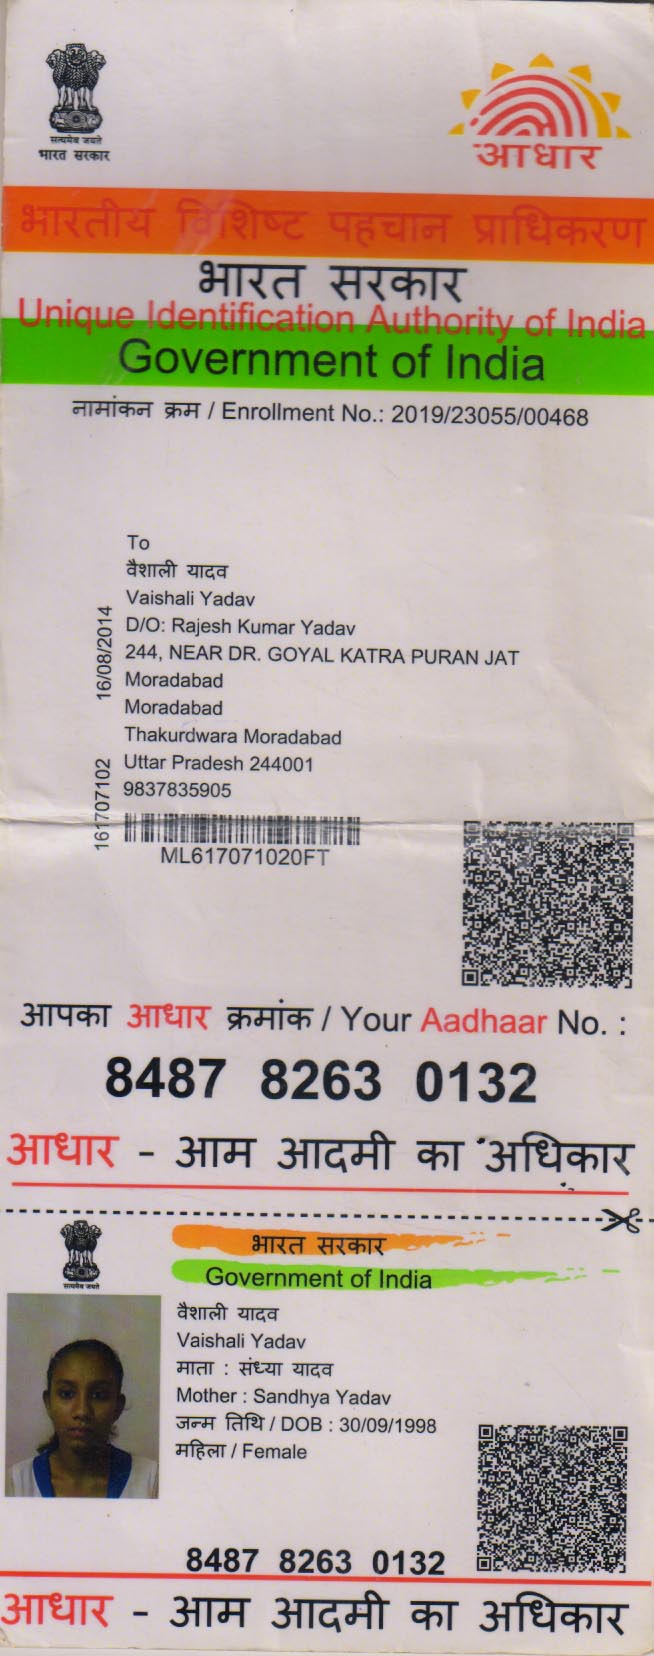 सत्यमेव जयते
भारत सरकार
आधार
भारतीय विशिष्ट पहचान प्राधिकरण
भारत सरकार
Unique Identification Authority of India
Government of India
नामांकन क्रम / Enrollment No.: 2019/23055/00468
To
वैशाली यादव
Vaishali Yadav
D/O: Rajesh Kumar Yadav
244, NEAR DR. GOYAL KATRA PURAN JAT
Moradabad
Moradabad
Thakurdwara Moradabad
Uttar Pradesh 244001
9837835905
16/08/2014
161707102
ML617071020FT
आपका आधार क्रमांक / Your Aadhaar No. :
8487 8263 0132
आधार - आम आदमी का अधिकार
सत्यमेव जयते
भारत सरकार
Government of India
वैशाली यादव
Vaishali Yadav
माता : संध्या यादव
Mother : Sandhya Yadav
जन्म तिथि / DOB : 30/09/1998
महिला / Female
8487 8263 0132
आधार - आम आदमी का अधिकार